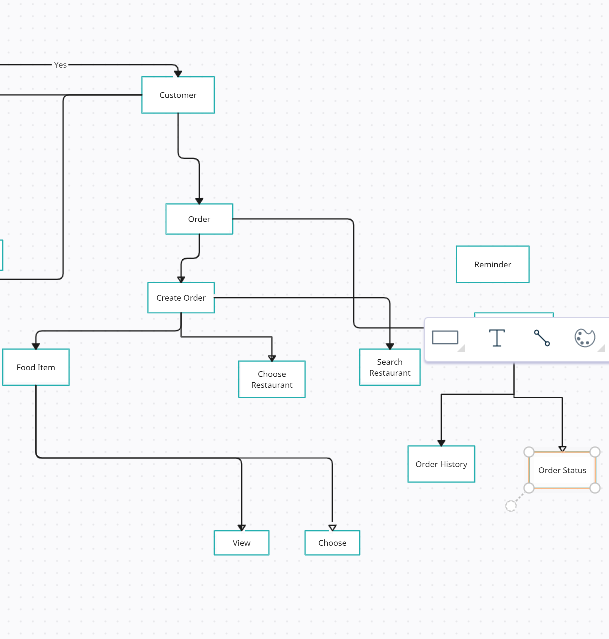 Yes
Customer
Order
Reminder
Create Order
Food Item
Choose
Restaurant
Search
Restaurant
Order History
Order Status
View
Choose